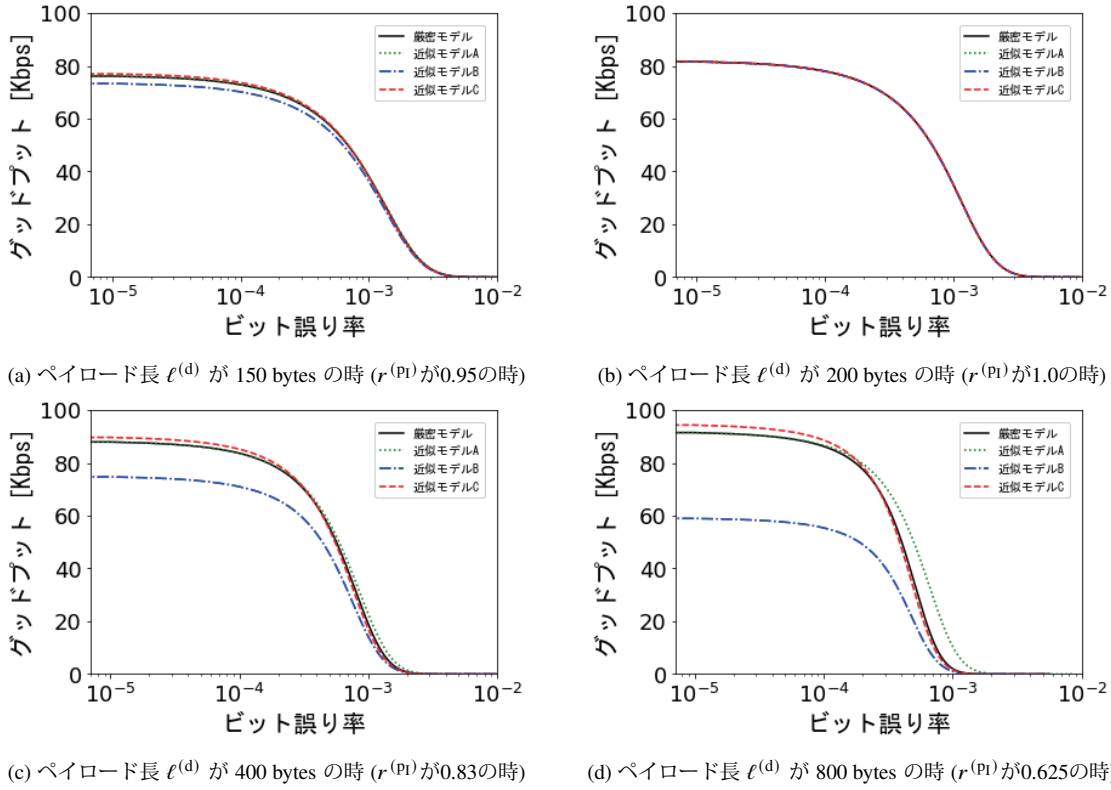 100
80
60
40
20
0
グッドプット [Kbps]
厳密モデル
近似モデルA
近似モデルB
近似モデルC
10⁻⁵
10⁻⁴
10⁻³
10⁻²
ビット誤り率
(a) ペイロード長 ℓ⁽ᵈ⁾ が 150 bytes の時 (r^(p_I)が0.95の時)
100
80
60
40
20
0
グッドプット [Kbps]
厳密モデル
近似モデルA
近似モデルB
近似モデルC
10⁻⁵
10⁻⁴
10⁻³
10⁻²
ビット誤り率
(b) ペイロード長 ℓ⁽ᵈ⁾ が 200 bytes の時 (r^(p_I)が1.0の時)
100
80
60
40
20
0
グッドプット [Kbps]
厳密モデル
近似モデルA
近似モデルB
近似モデルC
10⁻⁵
10⁻⁴
10⁻³
10⁻²
ビット誤り率
(c) ペイロード長 ℓ⁽ᵈ⁾ が 400 bytes の時 (r^(p_I)が0.83の時)
100
80
60
40
20
0
グッドプット [Kbps]
厳密モデル
近似モデルA
近似モデルB
近似モデルC
10⁻⁵
10⁻⁴
10⁻³
10⁻²
ビット誤り率
(d) ペイロード長 ℓ⁽ᵈ⁾ が 800 bytes の時 (r^(p_I)が0.625の時